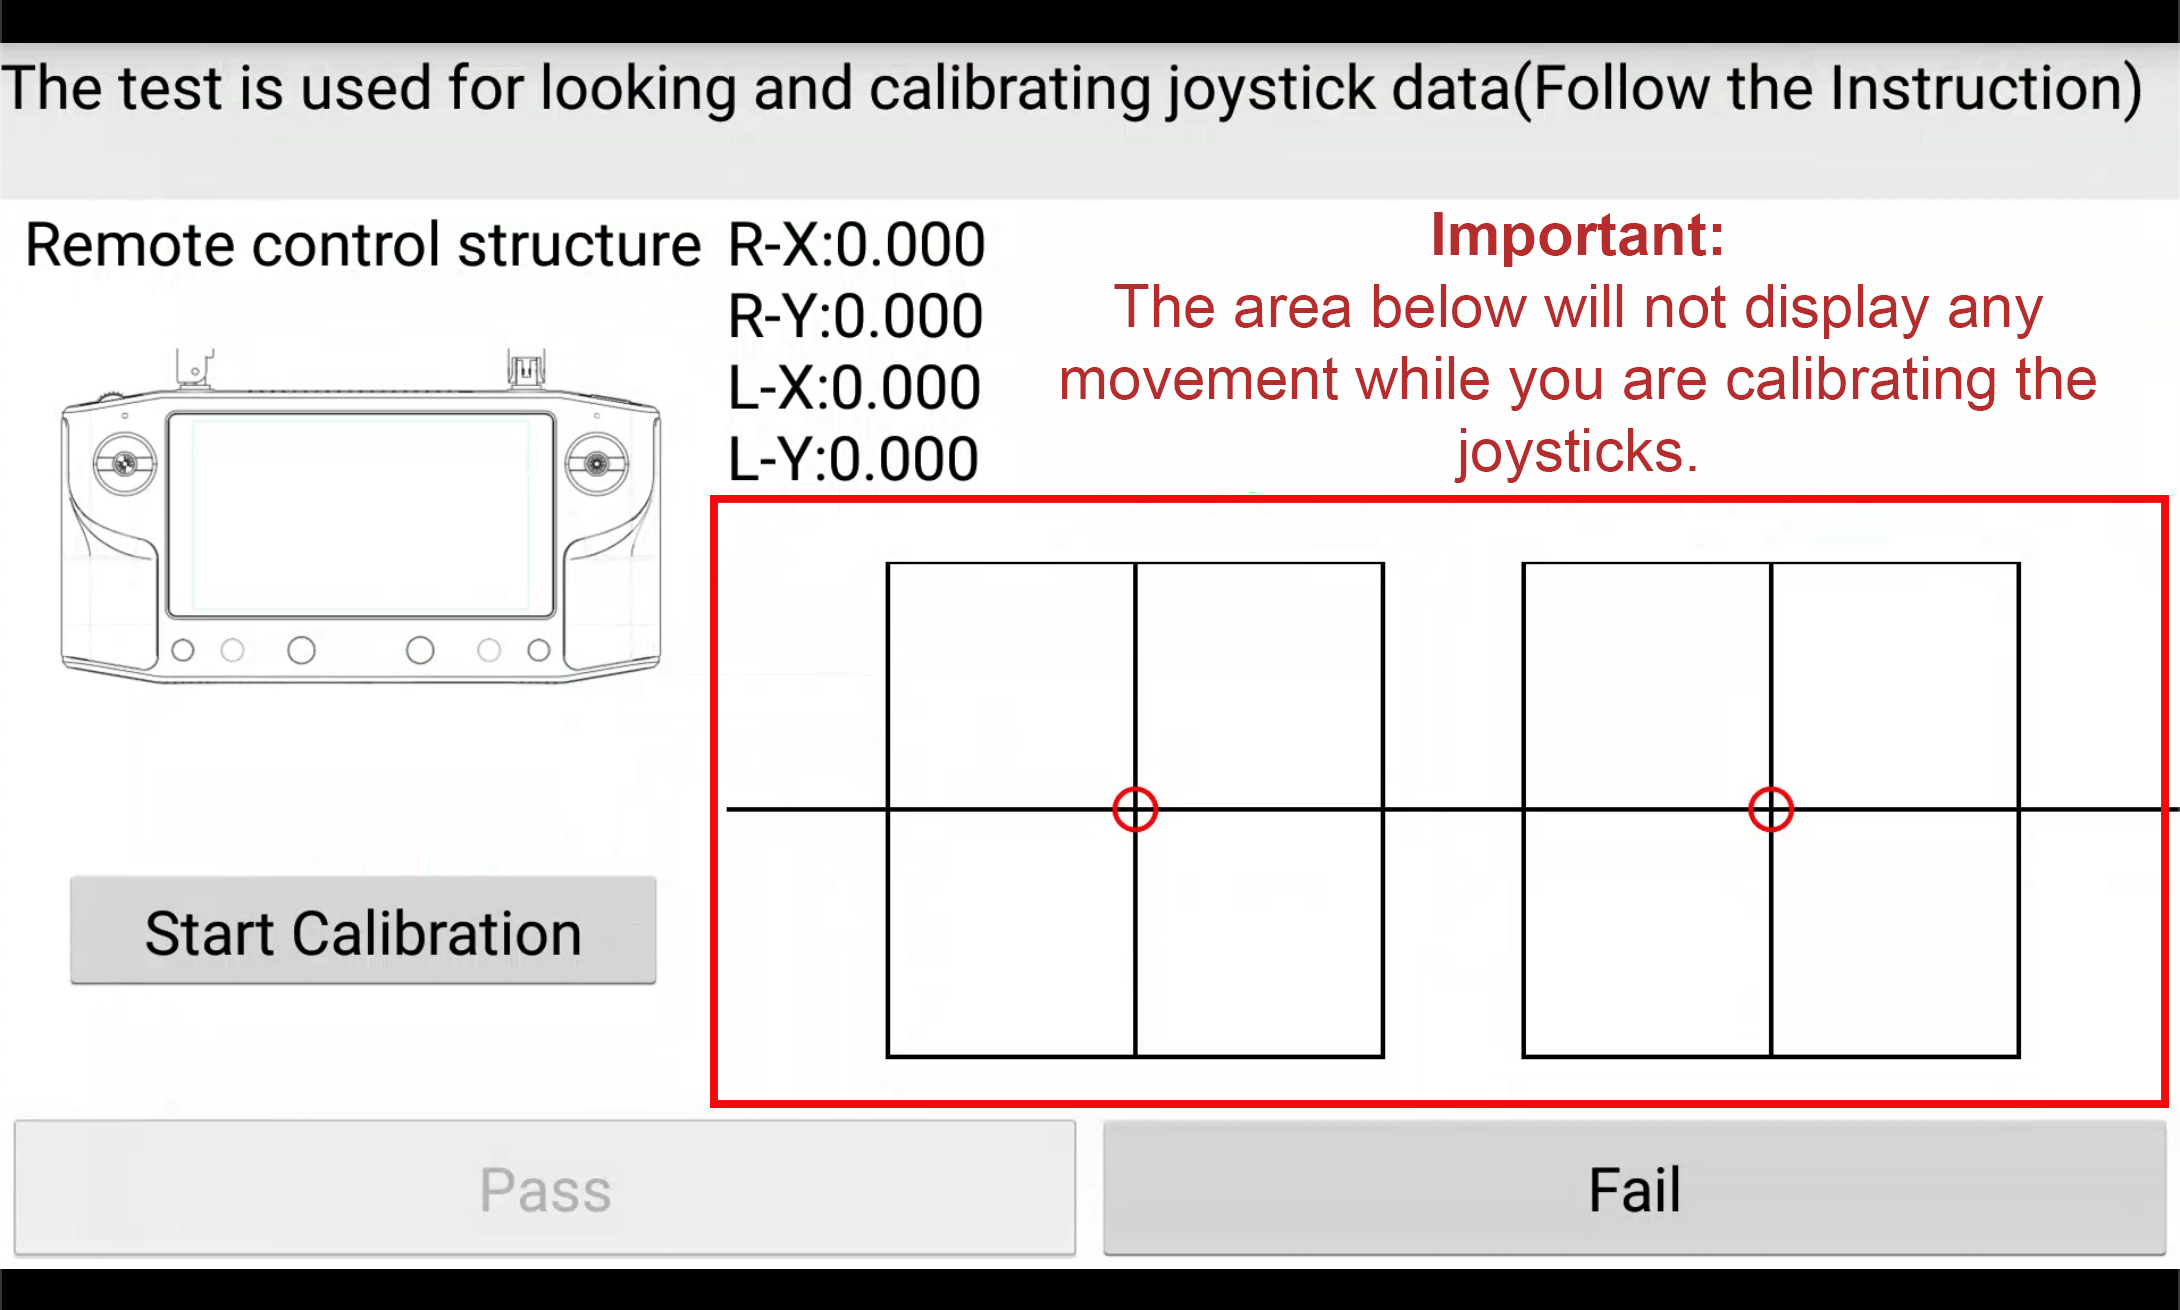 The test is used for looking and calibrating joystick data(Follow the Instruction)
Remote control structure
R-X:0.000
R-Y:0.000
L-X:0.000
L-Y:0.000
Important:
The area below will not display any
movement while you are calibrating the
joysticks.
Start Calibration
Pass
Fail